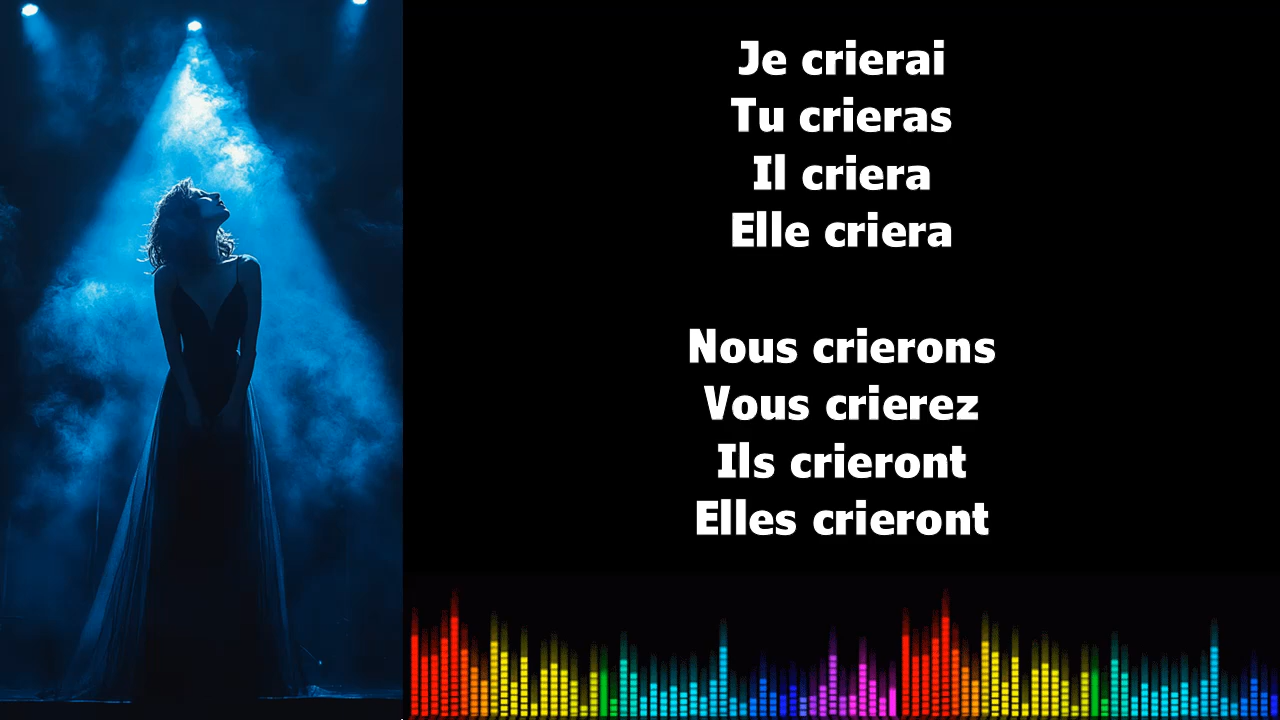 Je crierai
Tu crieras
Il criera
Elle criera
Nous crierons
Vous crierez
Ils crieront
Elles crieront